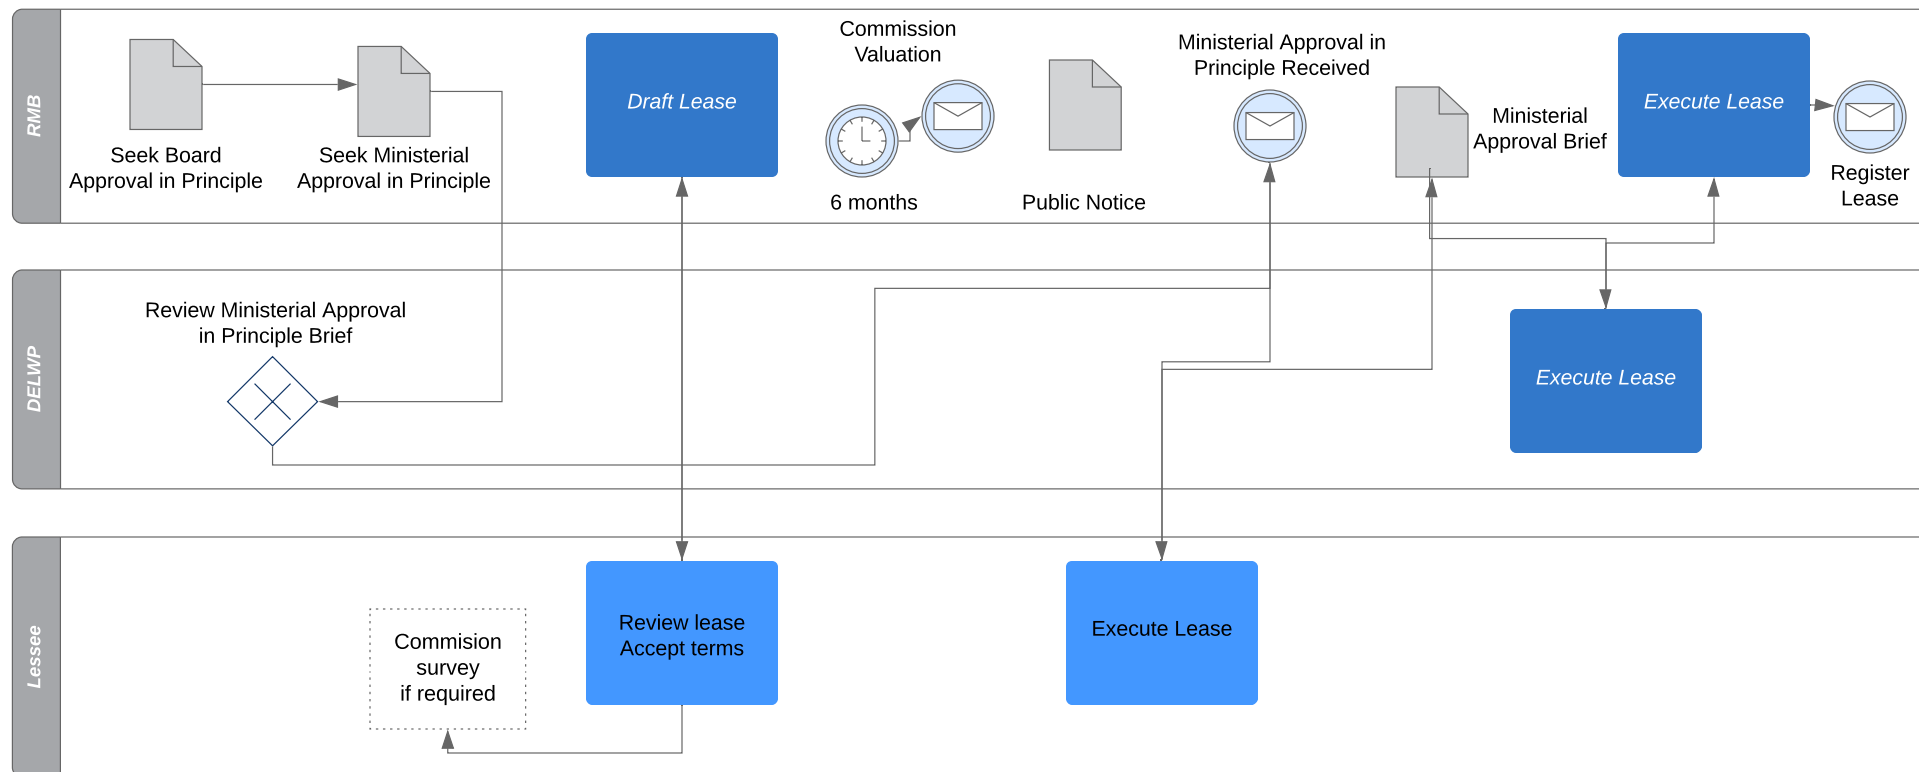 RMB
Seek Board
Approval in Principle
Seek Ministerial
Approval in Principle
Draft Lease
Commission
Valuation
6 months
Public Notice
Ministerial Approval in
Principle Received
Ministerial
Approval Brief
Execute Lease
Register
Lease
DELWP
Review Ministerial Approval
in Principle Brief
Execute Lease
Lessee
Commision
survey
if required
Review lease
Accept terms
Execute Lease